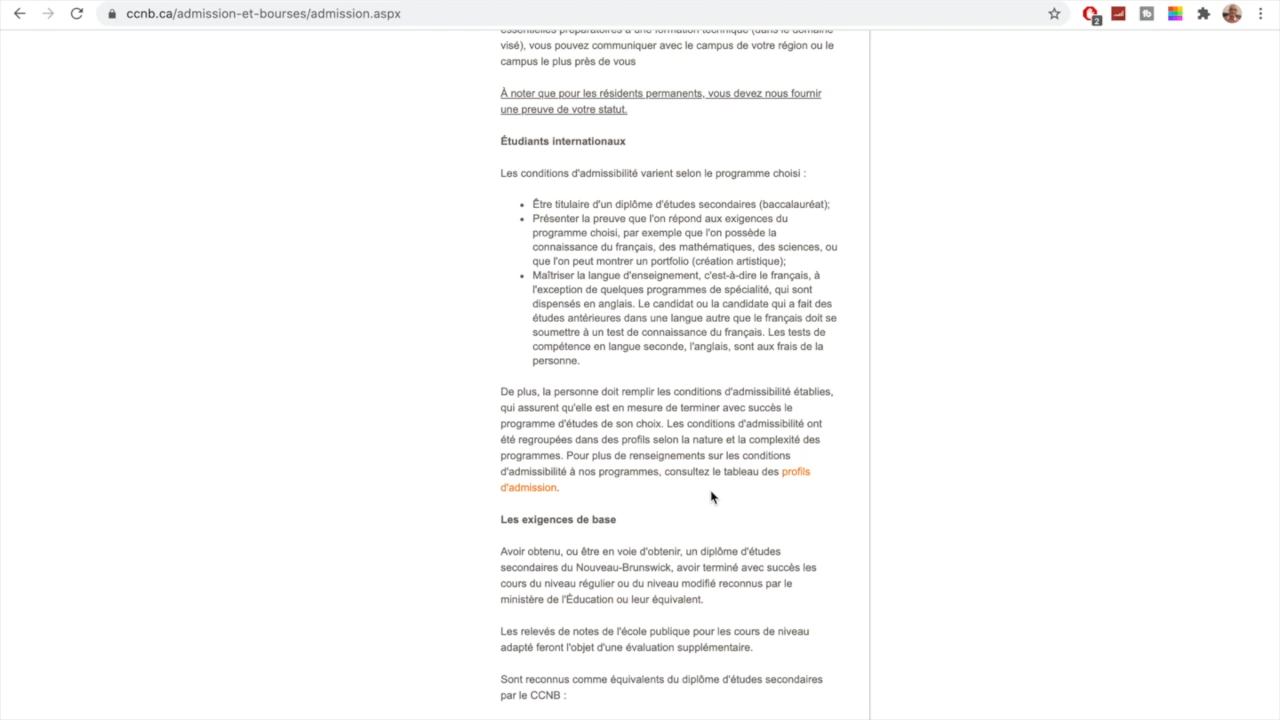 ccnb.ca/admission-et-bourses/admission.aspx
2
essentielles préparatoires à une formation technique (dans le domaine
visé), vous pouvez communiquer avec le campus de votre région ou le
campus le plus près de vous
À noter que pour les résidents permanents, vous devez nous fournir
une preuve de votre statut.
Étudiants internationaux
Les conditions d'admissibilité varient selon le programme choisi :
• Être titulaire d'un diplôme d'études secondaires (baccalauréat);
• Présenter la preuve que l'on répond aux exigences du
programme choisi, par exemple que l'on possède la
connaissance du français, des mathématiques, des sciences, ou
que l'on peut montrer un portfolio (création artistique);
• Maîtriser la langue d'enseignement, c'est-à-dire le français, à
l'exception de quelques programmes de spécialité, qui sont
dispensés en anglais. Le candidat ou la candidate qui a fait des
études antérieures dans une langue autre que le français doit se
soumettre à un test de connaissance du français. Les tests de
compétence en langue seconde, l'anglais, sont aux frais de la
personne.
De plus, la personne doit remplir les conditions d'admissibilité établies,
qui assurent qu'elle est en mesure de terminer avec succès le
programme d'études de son choix. Les conditions d'admissibilité ont
été regroupées dans des profils selon la nature et la complexité des
programmes. Pour plus de renseignements sur les conditions
d'admissibilité à nos programmes, consultez le tableau des profils
d'admission.
Les exigences de base
Avoir obtenu, ou être en voie d'obtenir, un diplôme d'études
secondaires du Nouveau-Brunswick, avoir terminé avec succès les
cours du niveau régulier ou du niveau modifié reconnus par le
ministère de l'Éducation ou leur équivalent.
Les relevés de notes de l'école publique pour les cours de niveau
adapté feront l'objet d'une évaluation supplémentaire.
Sont reconnus comme équivalents du diplôme d'études secondaires
par le CCNB :